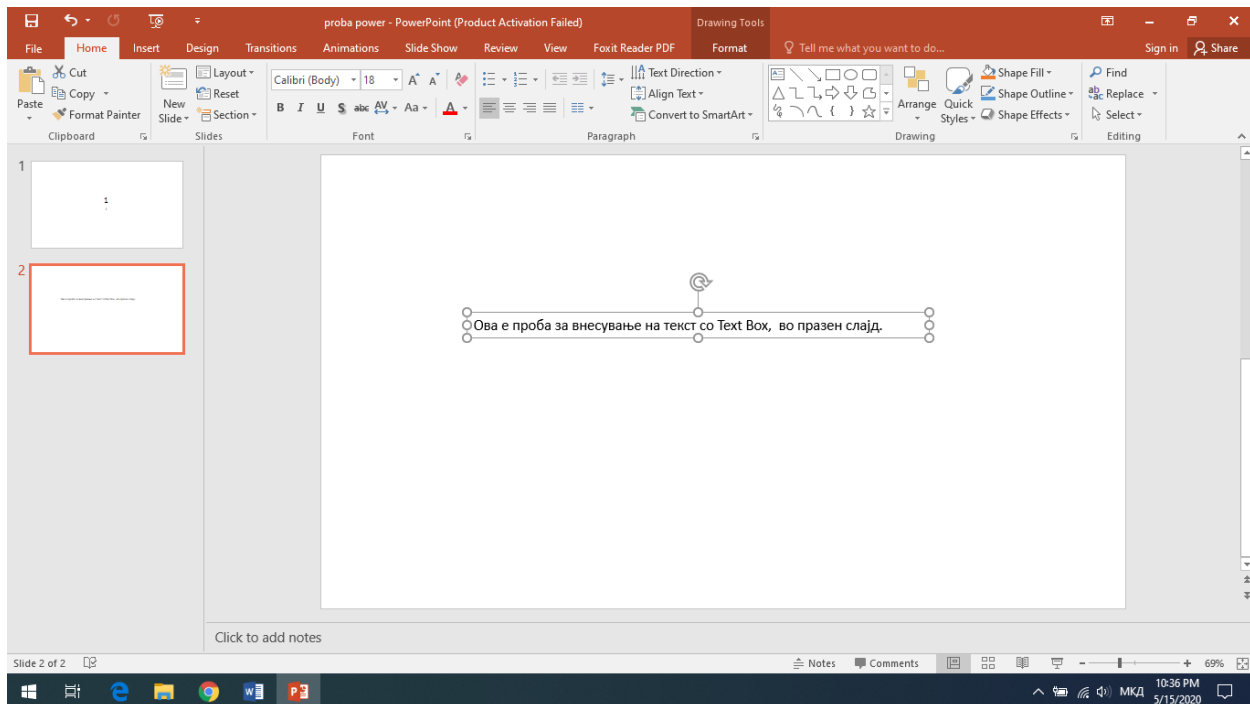 proba power - PowerPoint (Product Activation Failed)
Drawing Tools
File Home Insert Design Transitions Animations Slide Show Review View Foxit Reader PDF Format Tell me what you want to do... Sign in Share
Paste
Cut
Copy
Format Painter
Clipboard
New Slide
Layout
Reset
Section
Slides
Calibri (Body) 18 A A
B I U S abc AV Aa A
Font
Text Direction
Align Text
Convert to SmartArt
Paragraph
Arrange
Quick Styles
Shape Fill
Shape Outline
Shape Effects
Drawing
Find
Replace
Select
Editing
1
1
2
Ова е проба за внесување на текст со Text Box,  во празен слајд.
Click to add notes
Slide 2 of 2
Notes Comments 69%
МКД
10:36 PM
5/15/2020